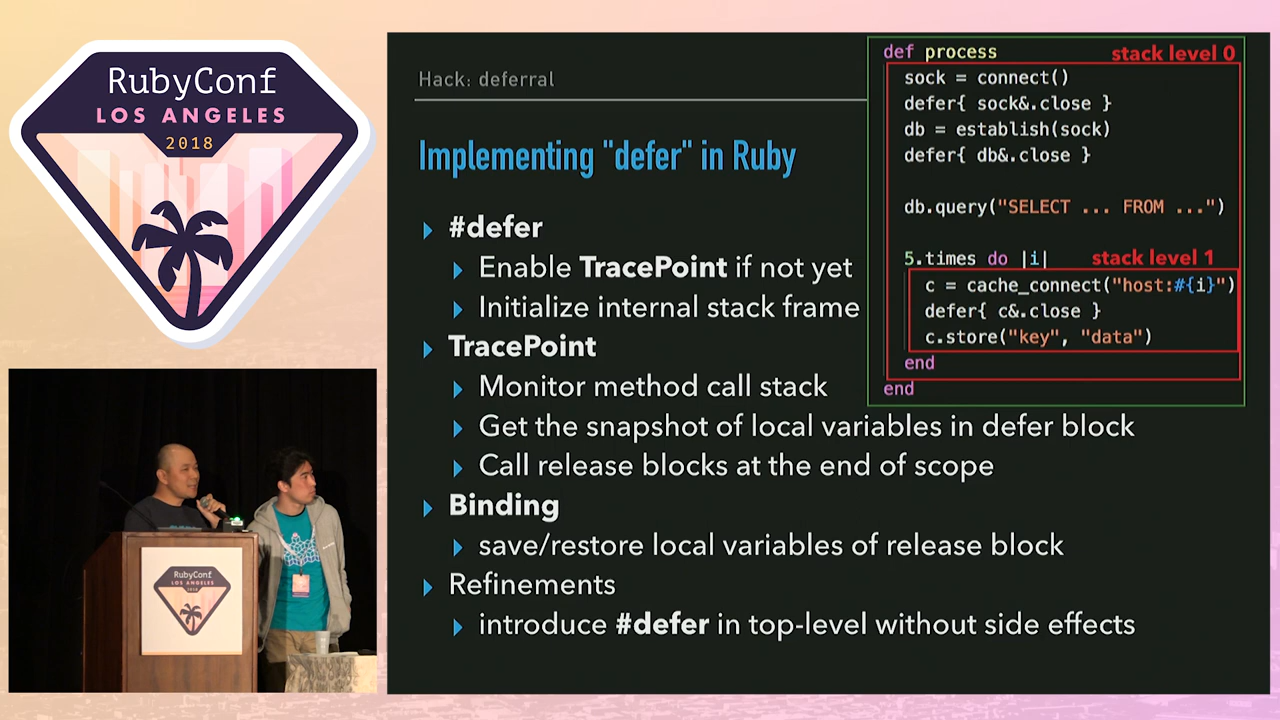 RubyConf
LOS ANGELES
2018
Hack: deferral
Implementing "defer" in Ruby
#defer
Enable TracePoint if not yet
Initialize internal stack frame
TracePoint
Monitor method call stack
Get the snapshot of local variables in defer block
Call release blocks at the end of scope
Binding
save/restore local variables of release block
Refinements
introduce #defer in top-level without side effects
def process
stack level 0
sock = connect()
defer{ sock&.close }
db = establish(sock)
defer{ db&.close }
db.query("SELECT ... FROM ...")
5.times do |i|
stack level 1
c = cache_connect("host:#{i}")
defer{ c&.close }
c.store("key", "data")
end
end
RubyConf
LOS ANGELES
2018